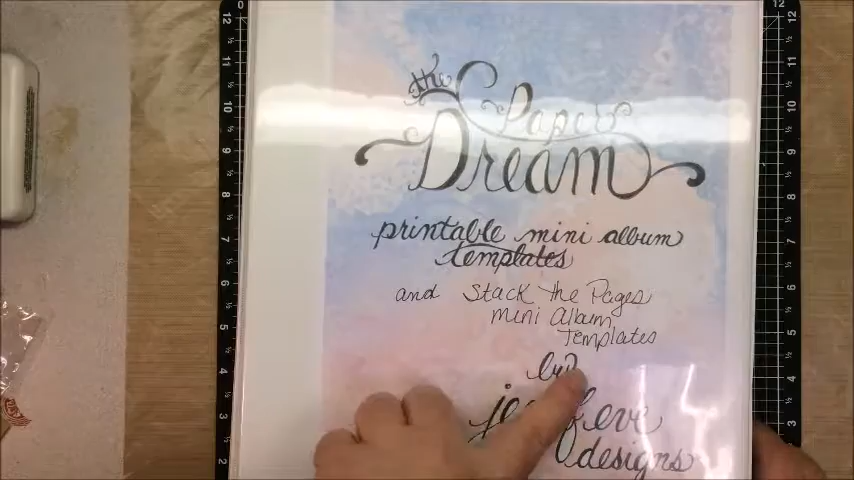 the Paper
Dream
printable mini album
templates
and Stack the Pages
mini Album
Templates
by
designs